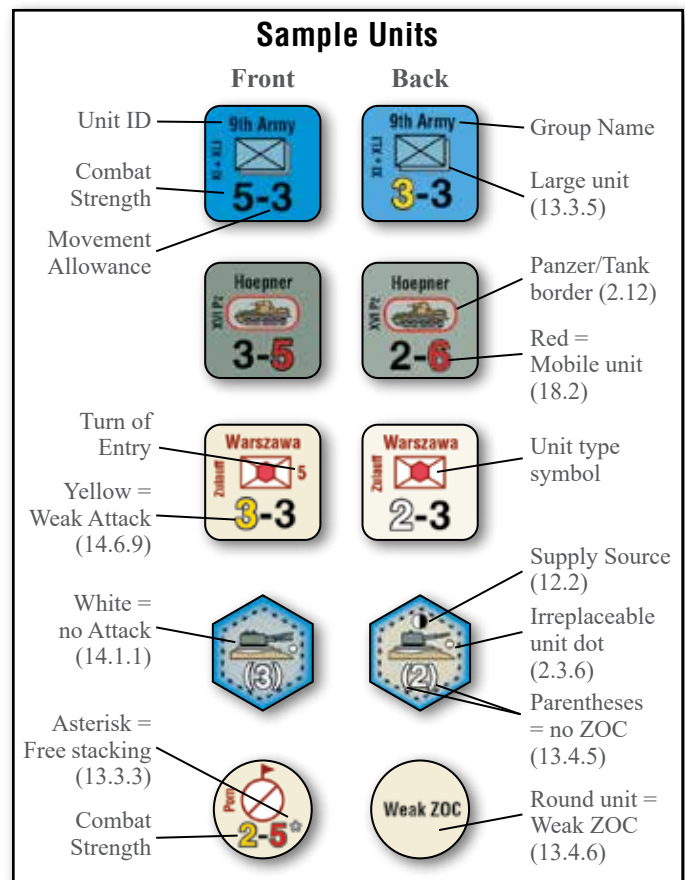 Sample Units
Front
Back
Unit ID
Combat
Strength
Movement
Allowance
9th Army
XI + XLI
5-3
9th Army
XI + XLI
3-3
Group Name
Large unit
(13.3.5)
Hoepner
XVI Pz
3-5
Hoepner
XVI Pz
2-6
Panzer/Tank
border (2.12)
Red =
Mobile unit
(18.2)
Turn of
Entry
Yellow =
Weak Attack
(14.6.9)
Warszawa
Zulauff
5
3-3
Warszawa
Zulauff
2-3
Unit type
symbol
White =
no Attack
(14.1.1)
(3)
(2)
Supply Source
(12.2)
Irreplaceable
unit dot
(2.3.6)
Parentheses
= no ZOC
(13.4.5)
Asterisk =
Free stacking
(13.3.3)
Combat
Strength
Pom
2-5*
Weak ZOC
Round unit =
Weak ZOC
(13.4.6)